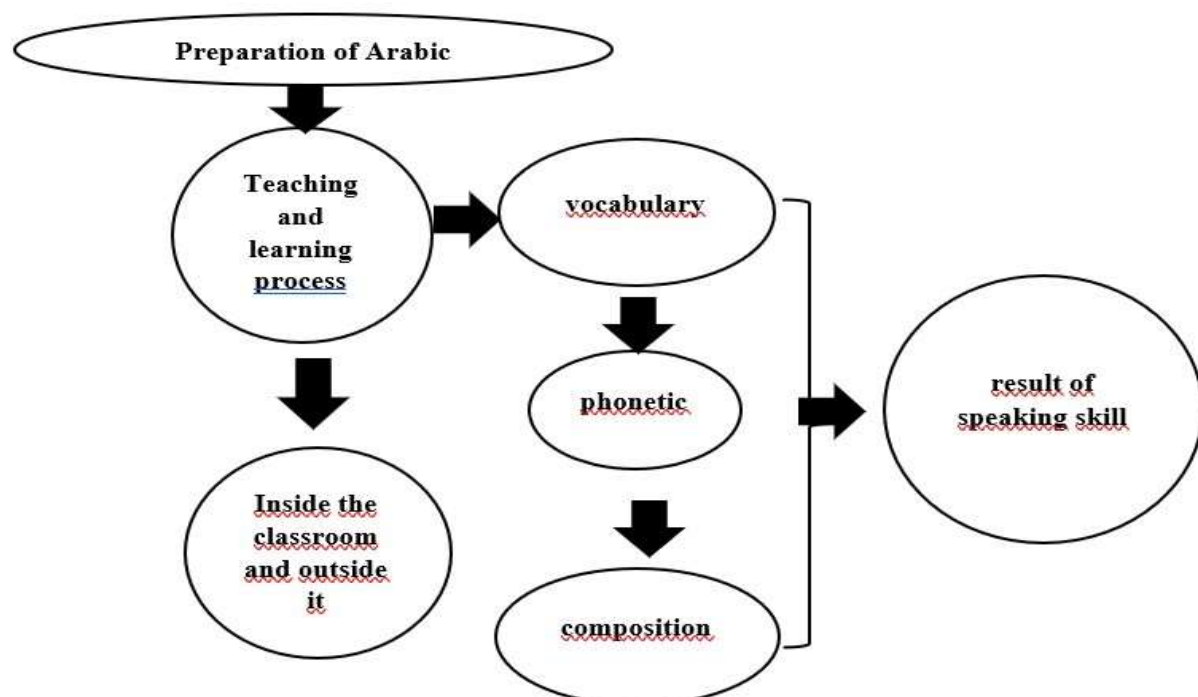 Preparation of Arabic
Teaching
and
learning
process
vocabulary
phonetic
result of
speaking skill
Inside the
classroom
and outside
it
composition